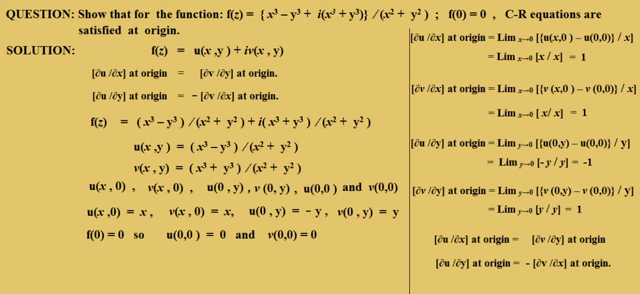 QUESTION: Show that for the function: f(z) = {x³ – y³ + i(x³ + y³)} / (x² + y²) ; f(0) = 0 , C-R equations are
satisfied at origin.
SOLUTION: f(z) = u(x ,y ) + iv(x , y)
[∂u /∂x] at origin = [∂v /∂y] at origin.
[∂u /∂y] at origin = - [∂v /∂x] at origin.
f(z) = (x³ – y³ ) /(x² + y² ) + i( x³ + y³ ) /(x² + y² )
u(x ,y ) = (x³ – y³ ) /(x² + y² )
v(x , y) = (x³ + y³ ) /(x² + y² )
u(x , 0) , v(x , 0) , u(0 , y) , v (0, y) , u(0,0 ) and v(0,0)
u(x ,0) = x , v(x , 0) = x, u(0 , y) = – y , v(0 , y) = y
f(0) = 0 so u(0,0 ) = 0 and v(0,0) = 0
[∂u /∂x] at origin = Lim x→0 [{u(x,0 ) – u(0,0)} / x]
= Lim x→0 [x / x] = 1
[∂v /∂x] at origin = Lim x→0 [{v (x,0 ) – v (0,0)} / x]
= Lim x→0 [ x/ x] = 1
[∂u /∂y] at origin = Lim y→0 [{u(0,y) – u(0,0)} / y]
= Lim y→0 [-y / y] = -1
[∂v /∂y] at origin = Lim y→0 [{v (0,y) – v (0,0)} / y]
= Lim y→0 [y / y] = 1
[∂u /∂x] at origin = [∂v /∂y] at origin
[∂u /∂y] at origin = - [∂v /∂x] at origin.